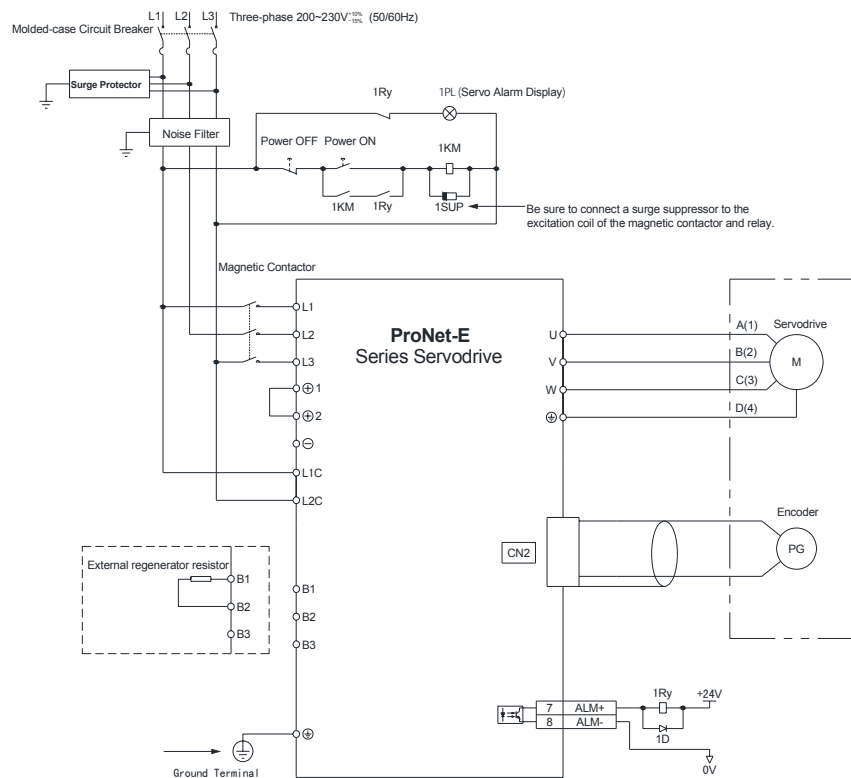 L1 L2 L3 Three-phase 200~230V +10% -15% (50/60Hz)
Molded-case Circuit Breaker
Surge Protector
1Ry 1PL (Servo Alarm Display)
Noise Filter
Power OFF Power ON 1KM
1KM 1Ry 1SUP
Be sure to connect a surge suppressor to the
excitation coil of the magnetic contactor and relay.
Magnetic Contactor
L1
L2
L3
1
2
L1C
L2C
ProNet-E
Series Servodrive
U
V
W
A(1)
B(2)
C(3)
D(4)
Servodrive
M
Encoder
CN2
PG
External regenerator resistor
B1
B2
B3
B1
B2
B3
7 ALM+
8 ALM-
1Ry +24V
1D
0V
Ground Terminal